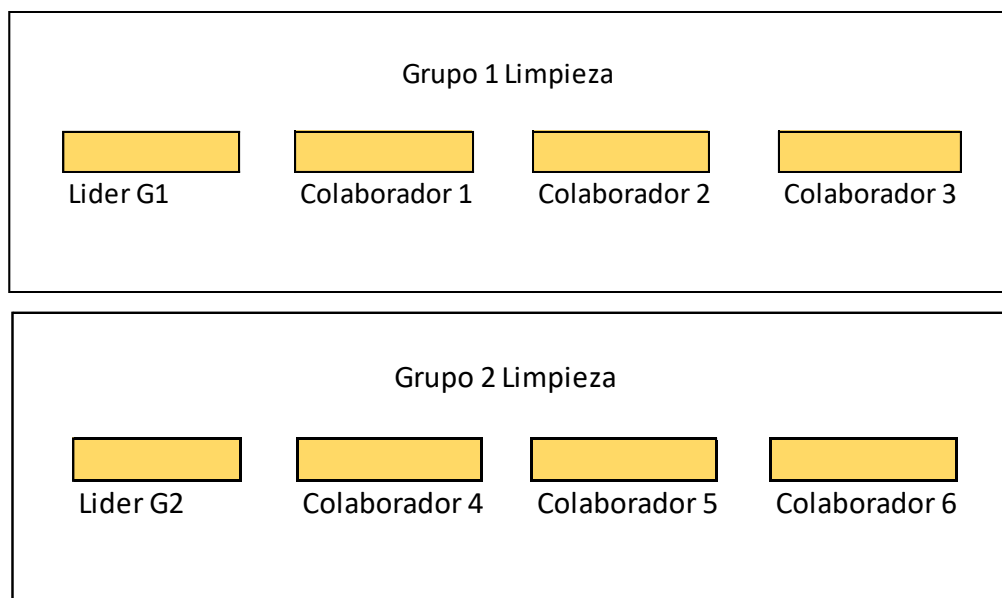 Grupo 1 Limpieza
Lider G1 Colaborador 1 Colaborador 2 Colaborador 3
Grupo 2 Limpieza
Lider G2 Colaborador 4 Colaborador 5 Colaborador 6